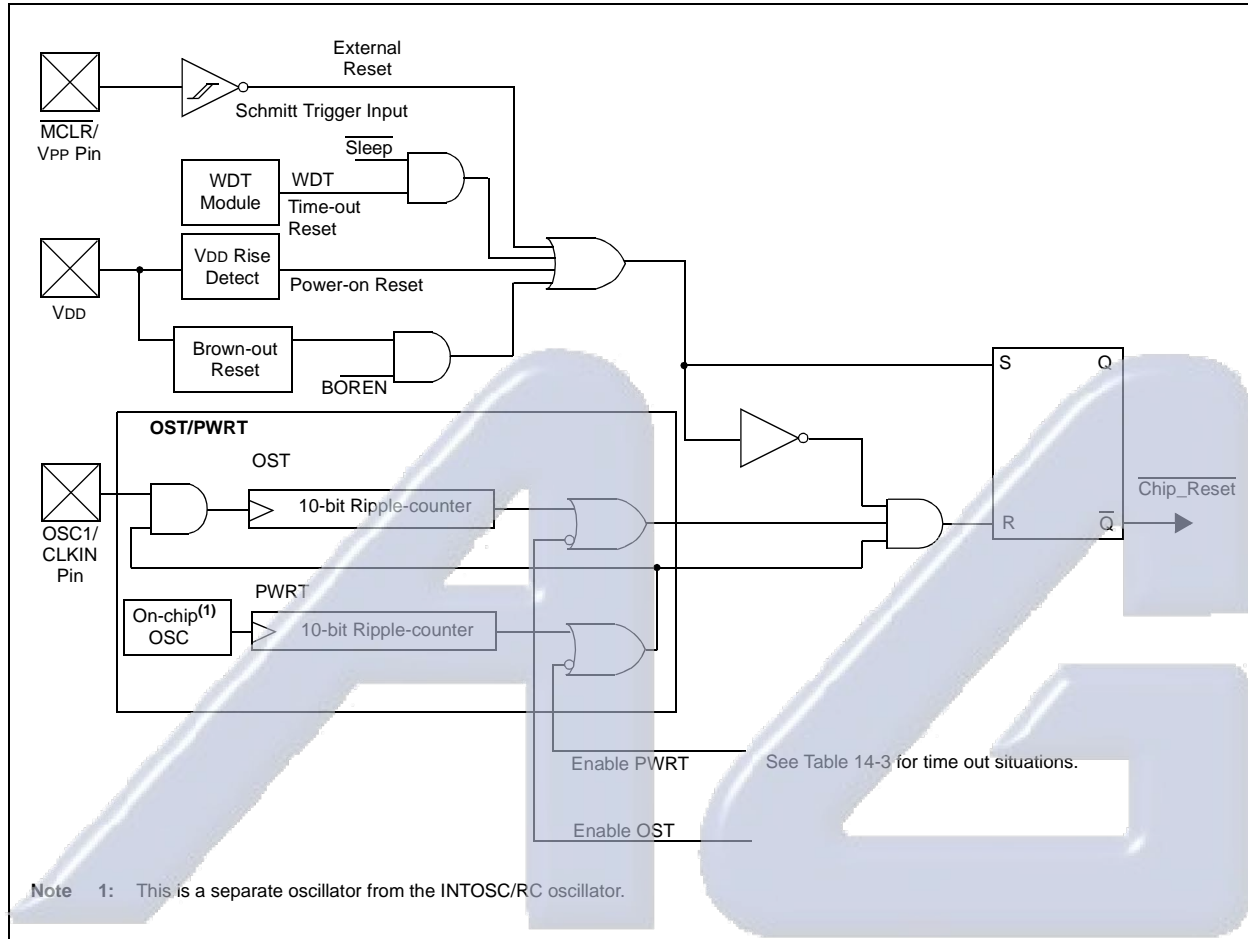 External
Reset
Schmitt Trigger Input
MCLR/
VPP Pin
Sleep
WDT
Module
WDT
Time-out
Reset
VDD Rise
Detect
Power-on Reset
VDD
Brown-out
Reset
BOREN
S
Q
OST/PWRT
OST
10-bit Ripple-counter
OSC1/
CLKIN
Pin
Chip_Reset
R
Q
PWRT
On-chip(1)
OSC
10-bit Ripple-counter
Enable PWRT
See Table 14-3 for time out situations.
Enable OST
Note 1: This is a separate oscillator from the INTOSC/RC oscillator.
AG